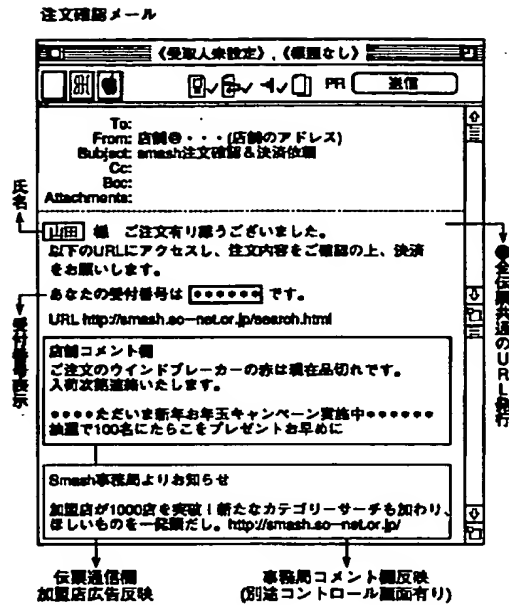 注文確認メール
《受取人未設定》,《標題なし》
PR 送信
To:
From: 店舗@・・・(店舗のアドレス)
Subject: smash注文確認&決済依頼
Cc:
Bcc:
Attachments:
氏名
山田 様 ご注文有り難うございました。
以下のURLにアクセスし、注文内容をご確認の上、決済
をお願いします。
あなたの受付番号は ****** です。
受付番号表示
URL http://smash.so-net.or.jp/search.html
●全伝票共通のURL発行
店舗コメント欄
ご注文のウインドブレーカーの赤は現在品切れです。
入荷次第連絡いたします。
****ただいま新年お年玉キャンペーン実施中******
抽選で100名にたらこをプレゼントお早めに
Smash事務局よりお知らせ
加盟店が1000店を突破!新たなカテゴリーサーチも加わり、
ほしいものを一発顔だし。http://smash.so-net.or.jp/
伝票通信欄
加盟店広告反映
事務局コメント欄反映
(別途コントロール画面有り)